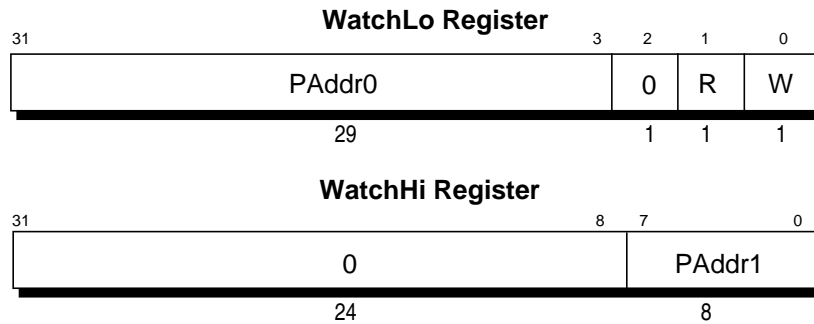 WatchLo Register
31 3 2 1 0
PAddr0 0 R W
29 1 1 1
WatchHi Register
31 8 7 0
0 PAddr1
24 8